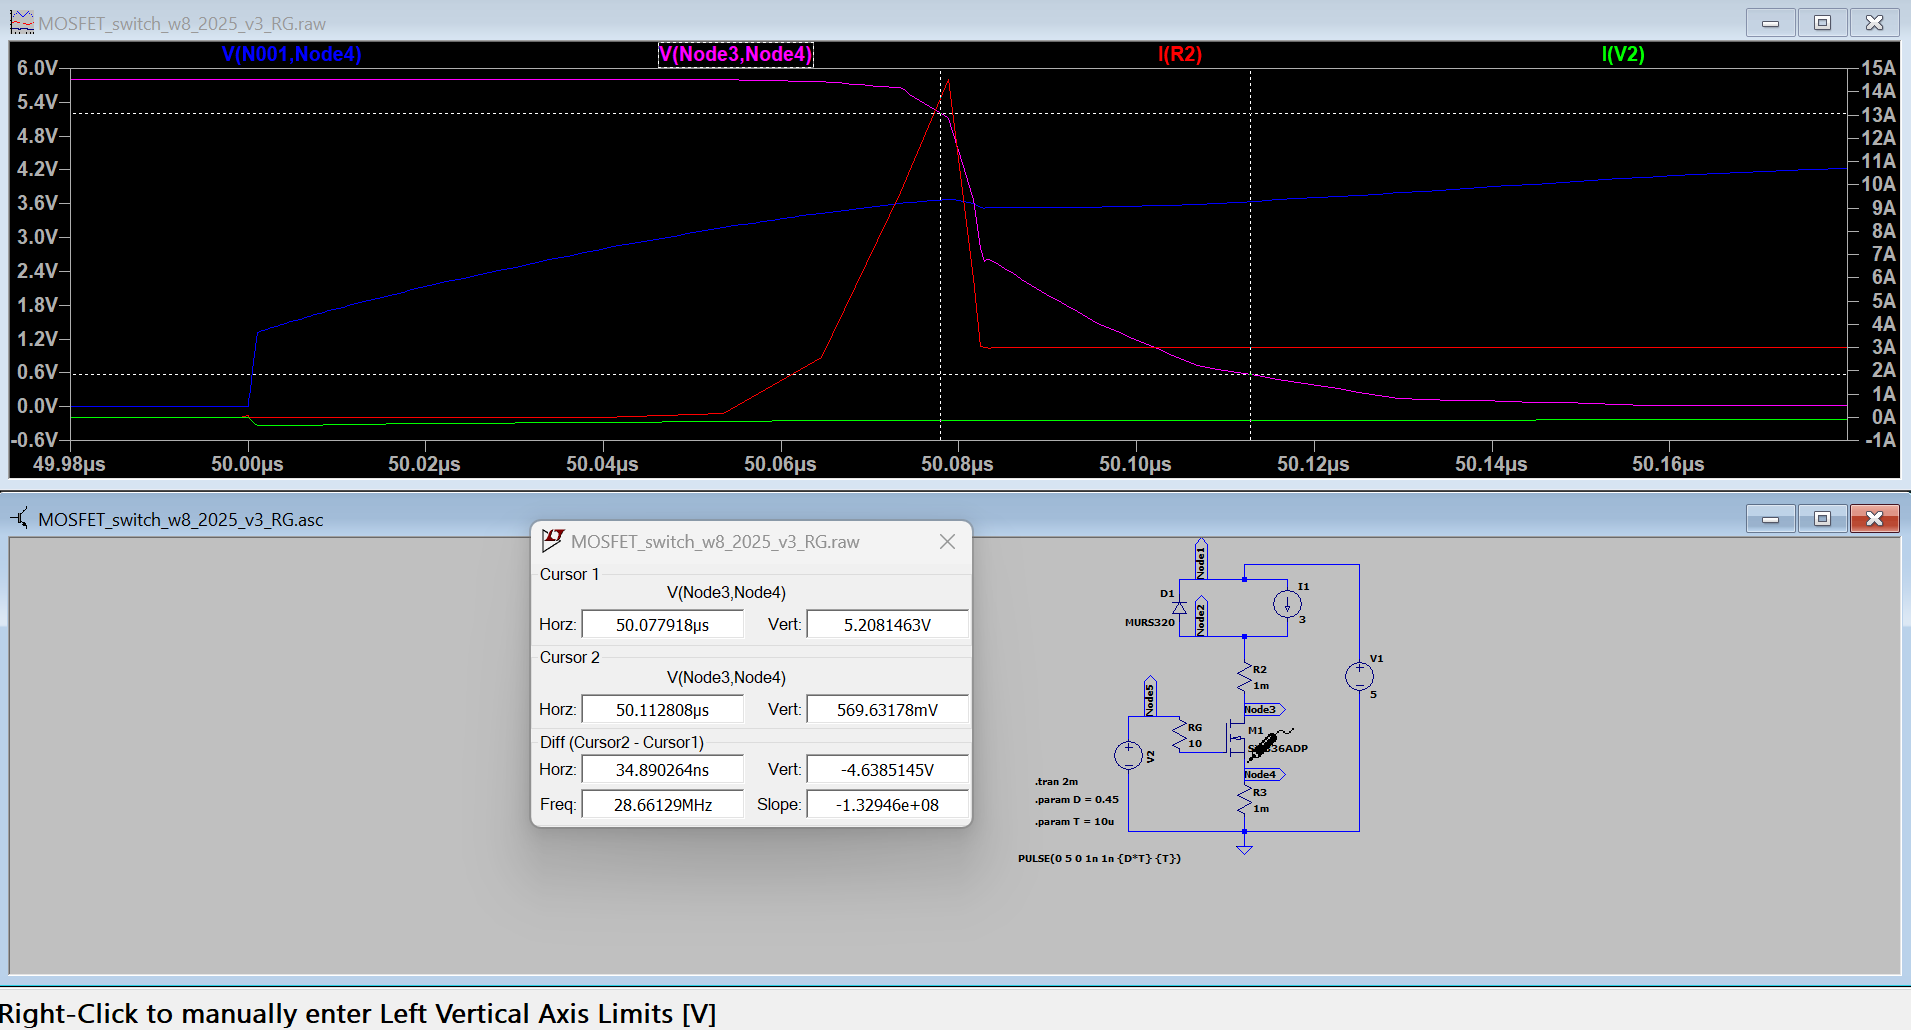 MOSFET_switch_w8_2025_v3_RG.raw
V(N001,Node4) V(Node3,Node4) I(R2) I(V2)
6.0V 15A
14A
5.4V 13A
4.8V 12A
11A
4.2V 10A
3.6V 9A
8A
3.0V 7A
2.4V 6A
5A
1.8V 4A
1.2V 3A
0.6V 2A
1A
0.0V 0A
-0.6V -1A
49.98µs 50.00µs 50.02µs 50.04µs 50.06µs 50.08µs 50.10µs 50.12µs 50.14µs 50.16µs
MOSFET_switch_w8_2025_v3_RG.asc
MOSFET_switch_w8_2025_v3_RG.raw
Cursor 1
V(Node3,Node4)
Horz: 50.077918µs Vert: 5.2081463V
Cursor 2
V(Node3,Node4)
Horz: 50.112808µs Vert: 569.63178mV
Diff (Cursor2 - Cursor1)
Horz: 34.890264ns Vert: -4.6385145V
Freq: 28.66129MHz Slope: -1.32946e+08
Node1
D1
MURS320
Node2
I1
3
R2
1m
V1
5
Node5
Node3
RG
10
M1
36ADP
V2
Node4
R3
1m
.tran 2m
.param D = 0.45
.param T = 10u
PULSE(0 5 0 1n 1n {D*T} {T})
Right-Click to manually enter Left Vertical Axis Limits [V]